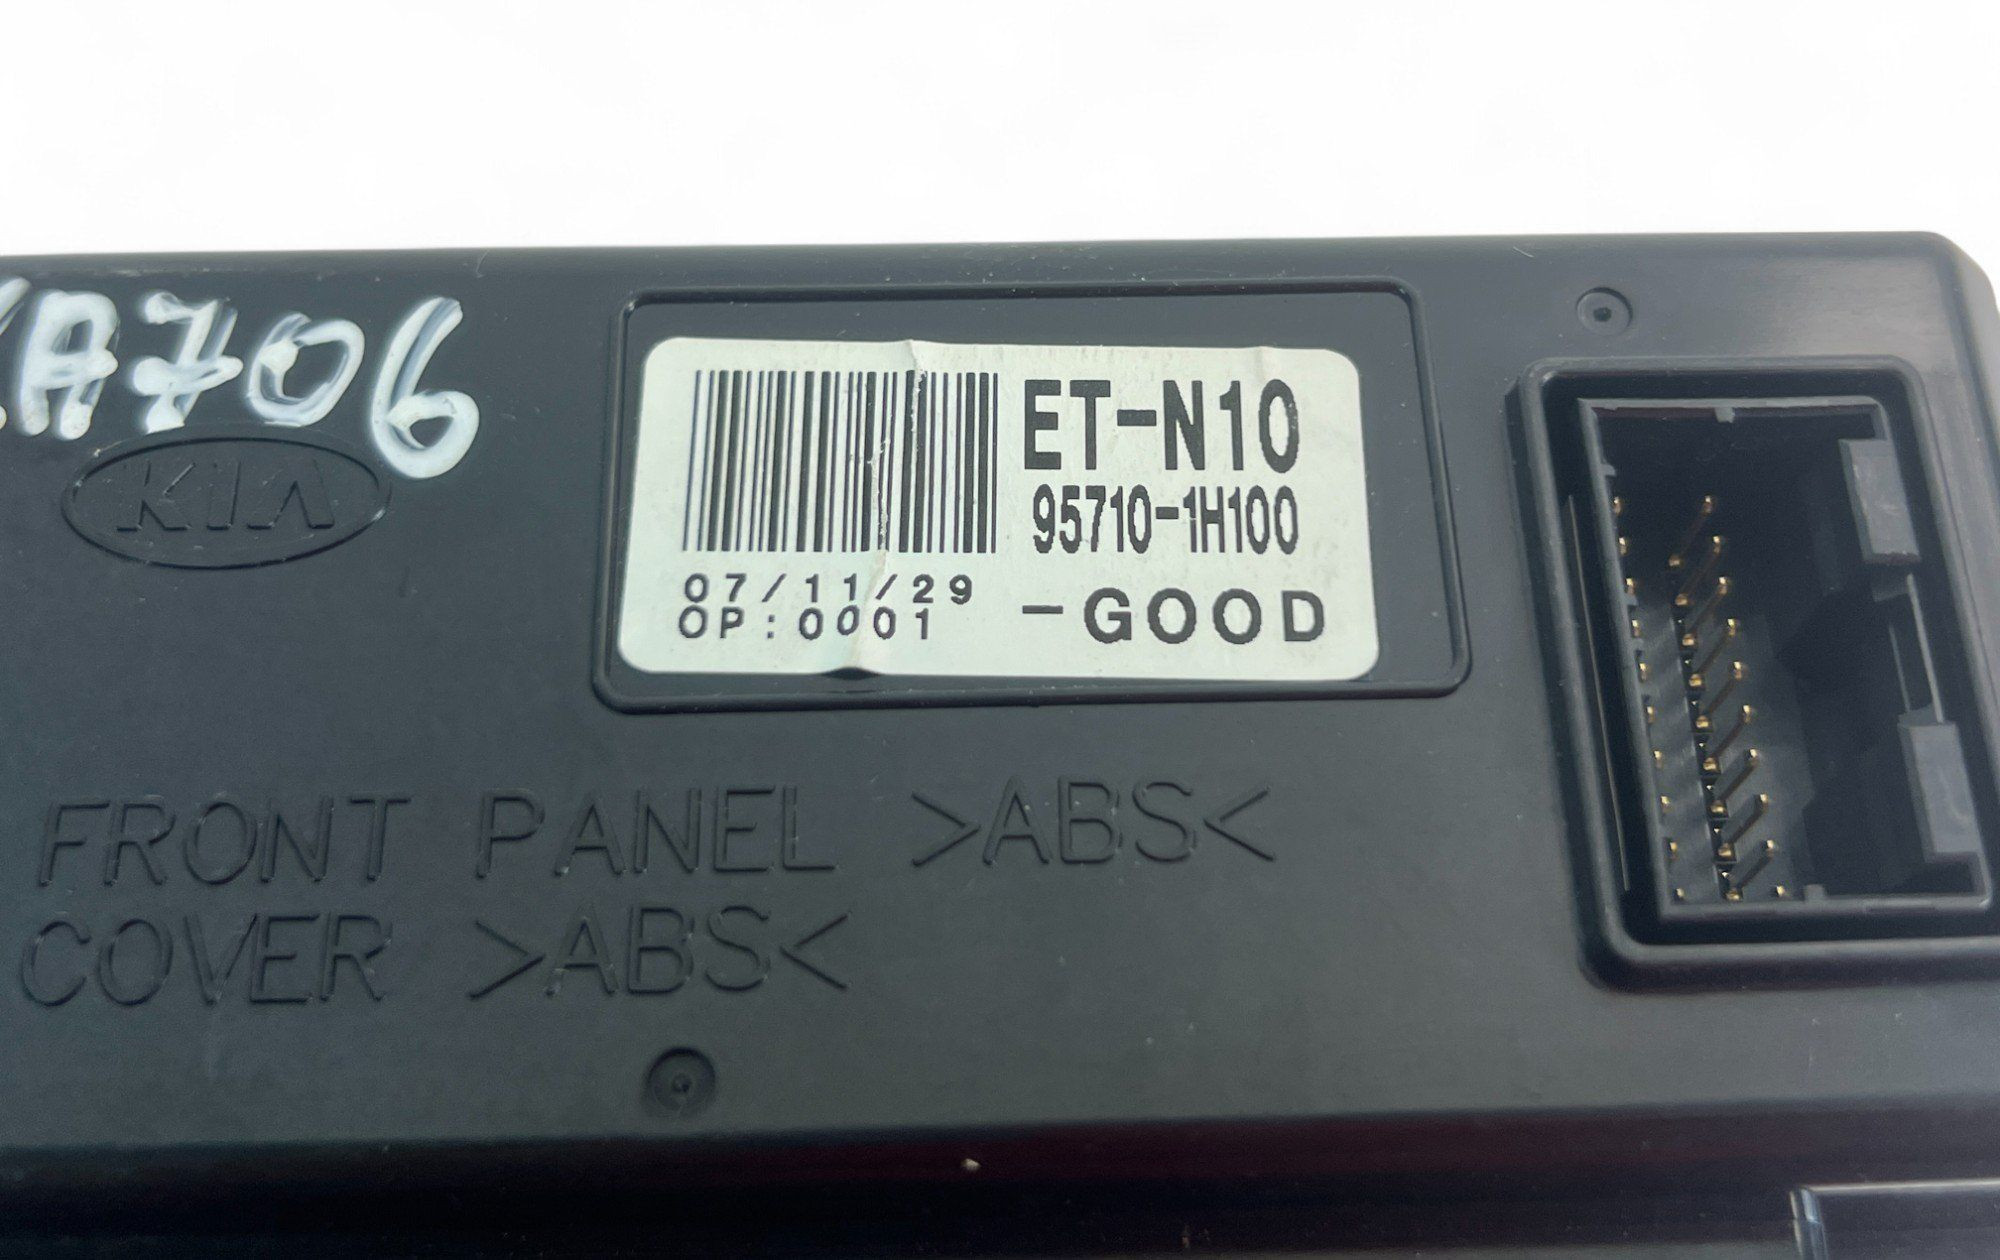 A706
KIA
ET-N10
95710-1H100
07/11/29
OP:0001
-GOOD
FRONT PANEL >ABS<
COVER >ABS<